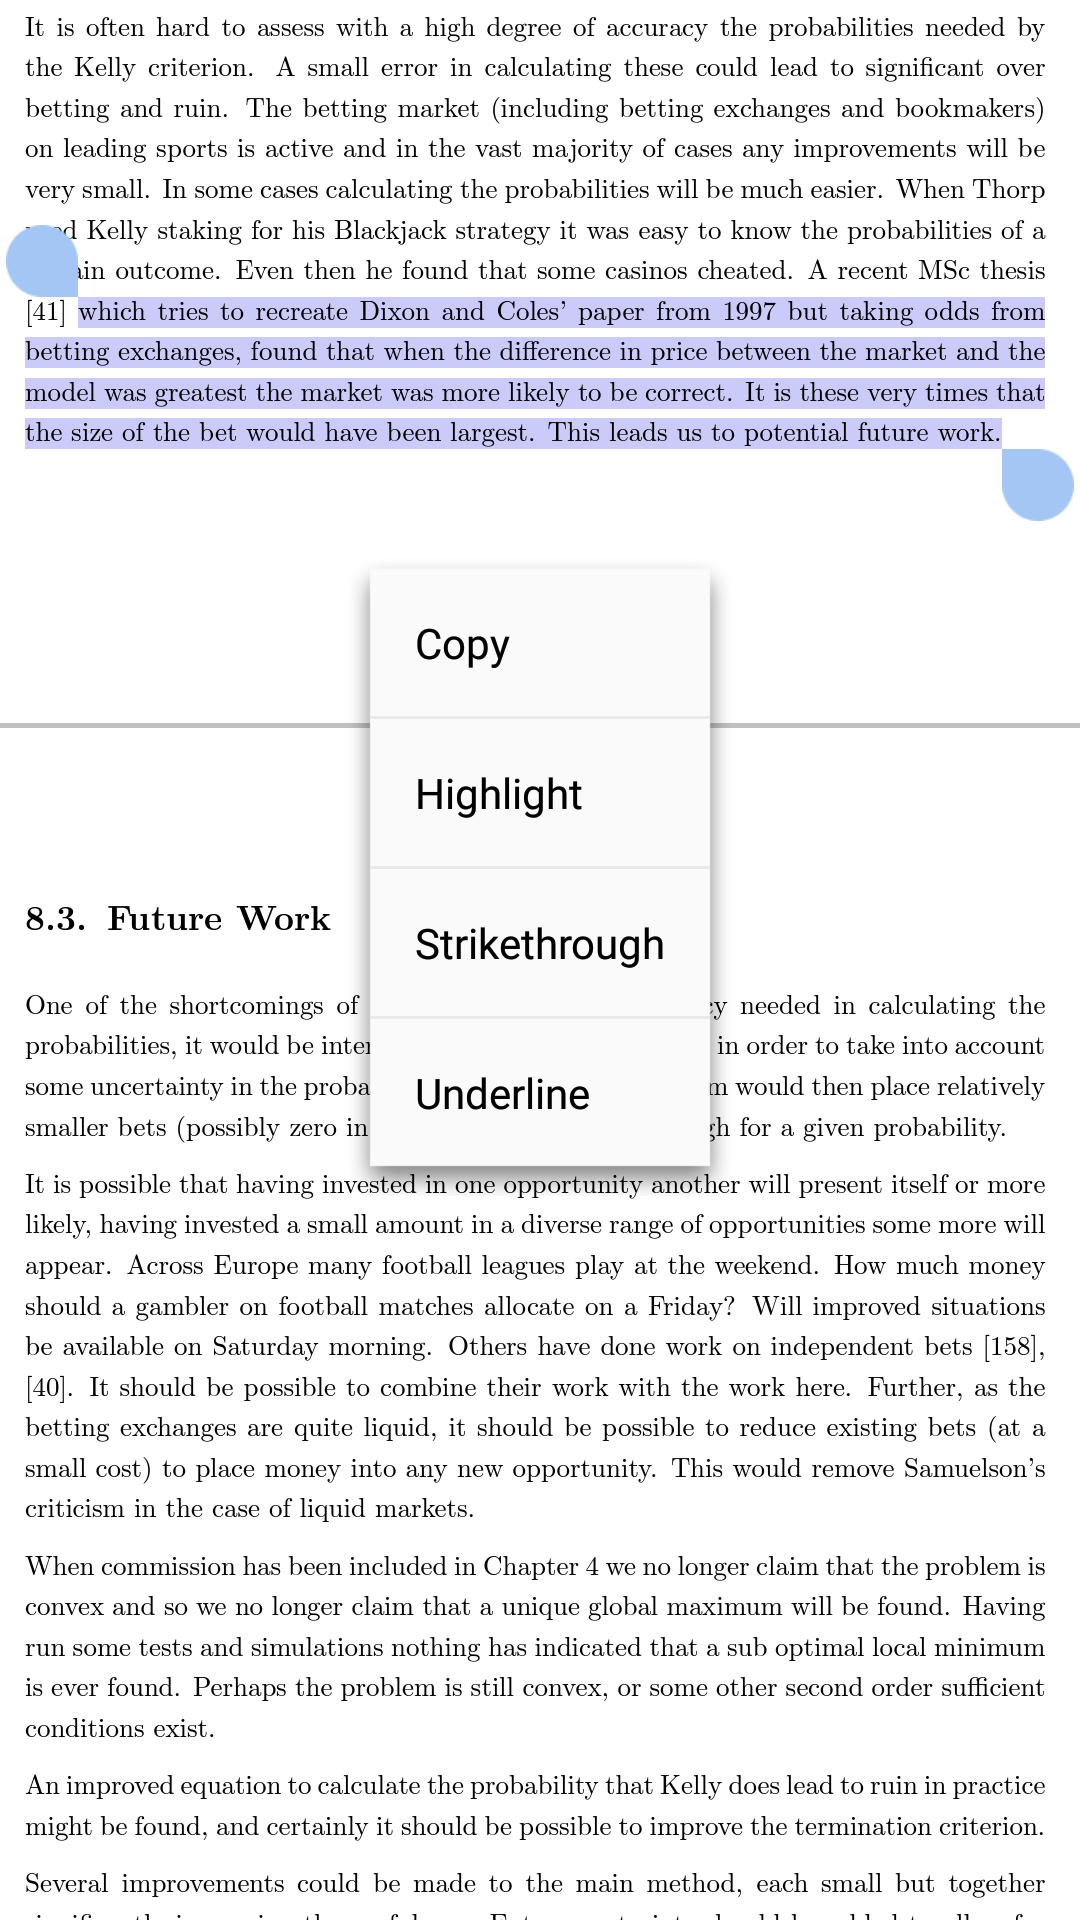 It is often hard to assess with a high degree of accuracy the probabilities needed by
the Kelly criterion. A small error in calculating these could lead to significant over
betting and ruin. The betting market (including betting exchanges and bookmakers)
on leading sports is active and in the vast majority of cases any improvements will be
very small. In some cases calculating the probabilities will be much easier. When Thorp
Kelly staking for his Blackjack strategy it was easy to know the probabilities of a
outcome. Even then he found that some casinos cheated. A recent MSc thesis
[41] which tries to recreate Dixon and Coles' paper from 1997 but taking odds from
betting exchanges, found that when the difference in price between the market and the
model was greatest the market was more likely to be correct. It is these very times that
the size of the bet would have been largest. This leads us to potential future work.
Copy
Highlight
Strikethrough
Underline
8.3. Future Work
One of the shortcomings of needed in calculating the
probabilities, it would be in order to take into account
some uncertainty in the would then place relatively
smaller bets (possibly zero in for a given probability.
It is possible that having invested in one opportunity another will present itself or more
likely, having invested a small amount in a diverse range of opportunities some more will
appear. Across Europe many football leagues play at the weekend. How much money
should a gambler on football matches allocate on a Friday? Will improved situations
be available on Saturday morning. Others have done work on independent bets [158],
[40]. It should be possible to combine their work with the work here. Further, as the
betting exchanges are quite liquid, it should be possible to reduce existing bets (at a
small cost) to place money into any new opportunity. This would remove Samuelson's
criticism in the case of liquid markets.
When commission has been included in Chapter 4 we no longer claim that the problem is
convex and so we no longer claim that a unique global maximum will be found. Having
run some tests and simulations nothing has indicated that a sub optimal local minimum
is ever found. Perhaps the problem is still convex, or some other second order sufficient
conditions exist.
An improved equation to calculate the probability that Kelly does lead to ruin in practice
might be found, and certainly it should be possible to improve the termination criterion.
Several improvements could be made to the main method, each small but together